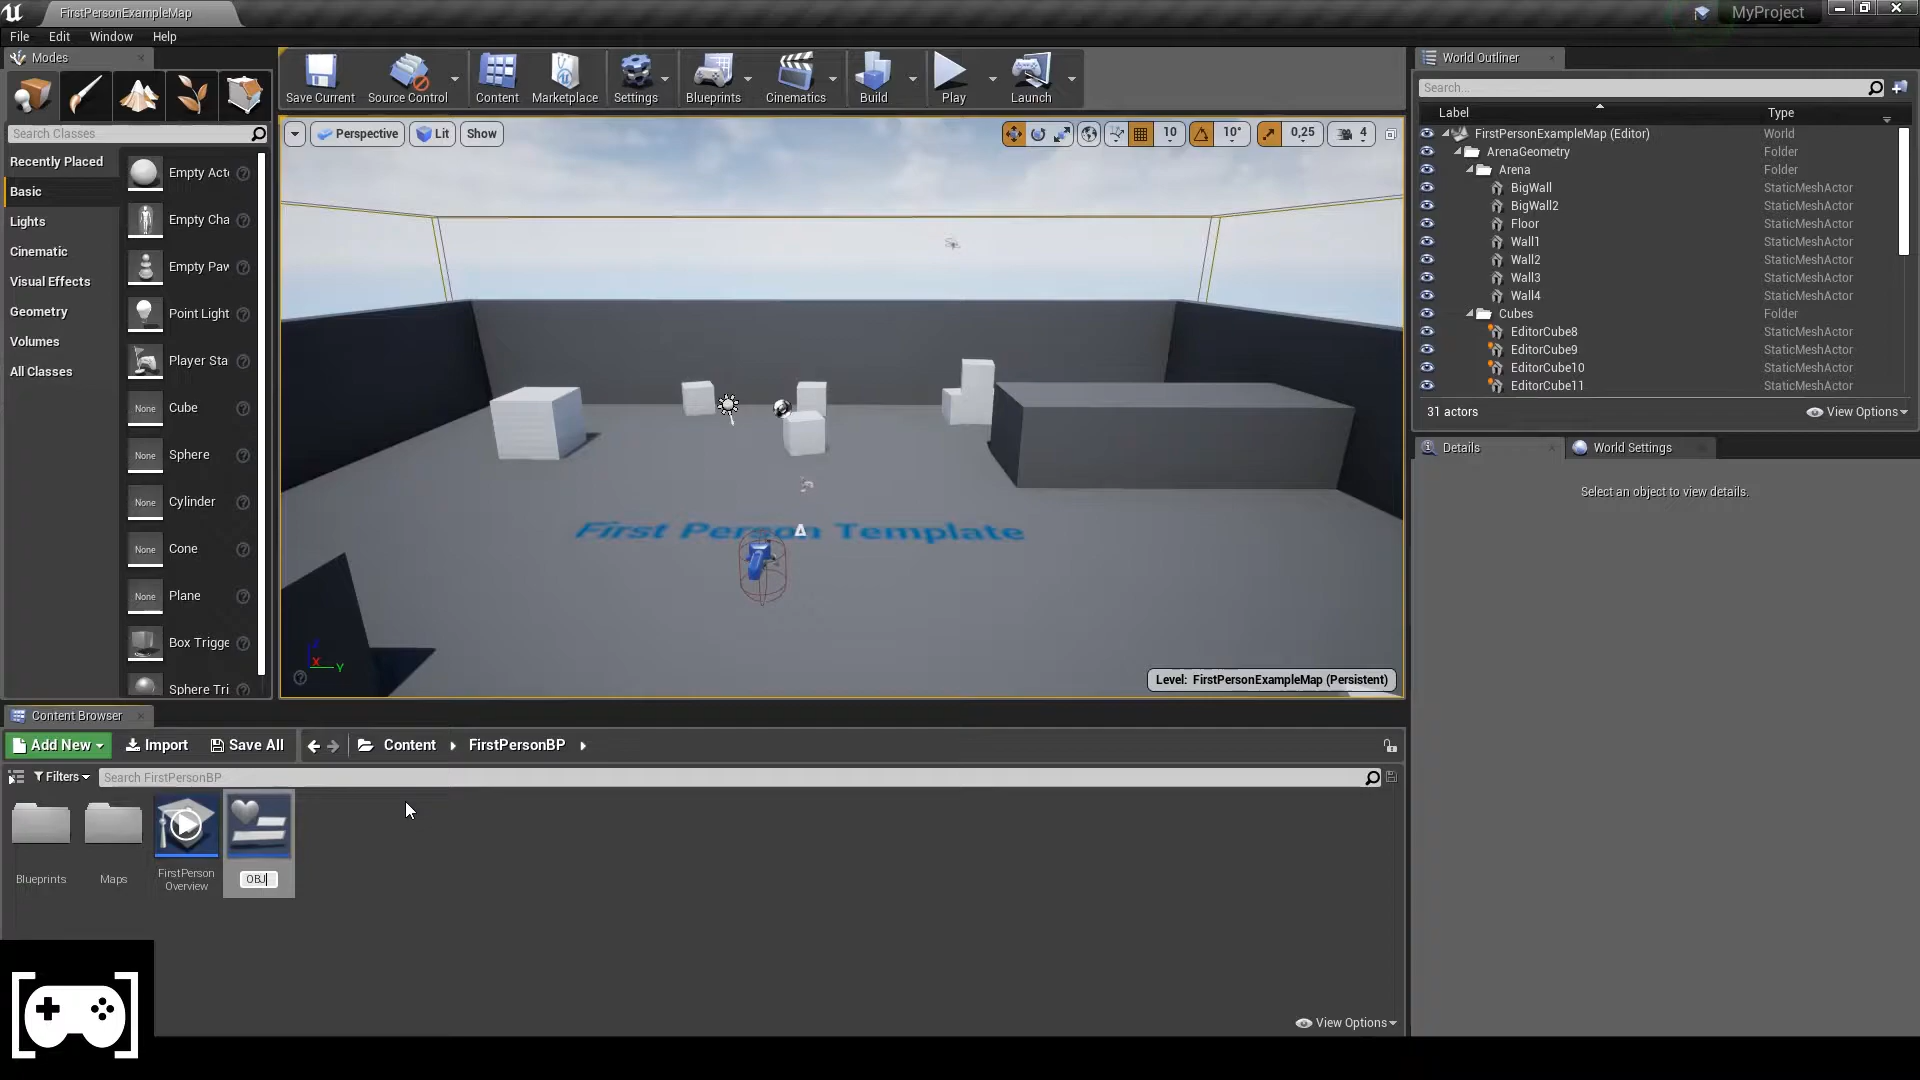 FirstPersonExampleMap
MyProject
File Edit Window Help
Modes
Search Classes
Recently Placed
Basic
Lights
Cinematic
Visual Effects
Geometry
Volumes
All Classes
Empty Acto
Empty Cha
Empty Paw
Point Light
Player Sta
None Cube
None Sphere
None Cylinder
None Cone
None Plane
Box Trigge
Sphere Tri
Save Current Source Control Content Marketplace Settings Blueprints Cinematics Build Play Launch
Perspective Lit Show
10 10° 0,25 4
First Person Template
X Y
Level: FirstPersonExampleMap (Persistent)
World Outliner
Search...
Label Type
FirstPersonExampleMap (Editor) World
ArenaGeometry Folder
Arena Folder
BigWall StaticMeshActor
BigWall2 StaticMeshActor
Floor StaticMeshActor
Wall1 StaticMeshActor
Wall2 StaticMeshActor
Wall3 StaticMeshActor
Wall4 StaticMeshActor
Cubes Folder
EditorCube8 StaticMeshActor
EditorCube9 StaticMeshActor
EditorCube10 StaticMeshActor
EditorCube11 StaticMeshActor
31 actors View Options
Details World Settings
Select an object to view details.
Content Browser
Add New Import Save All Content FirstPersonBP
Filters Search FirstPersonBP
Blueprints
Maps
FirstPerson
Overview
OBJ
View Options